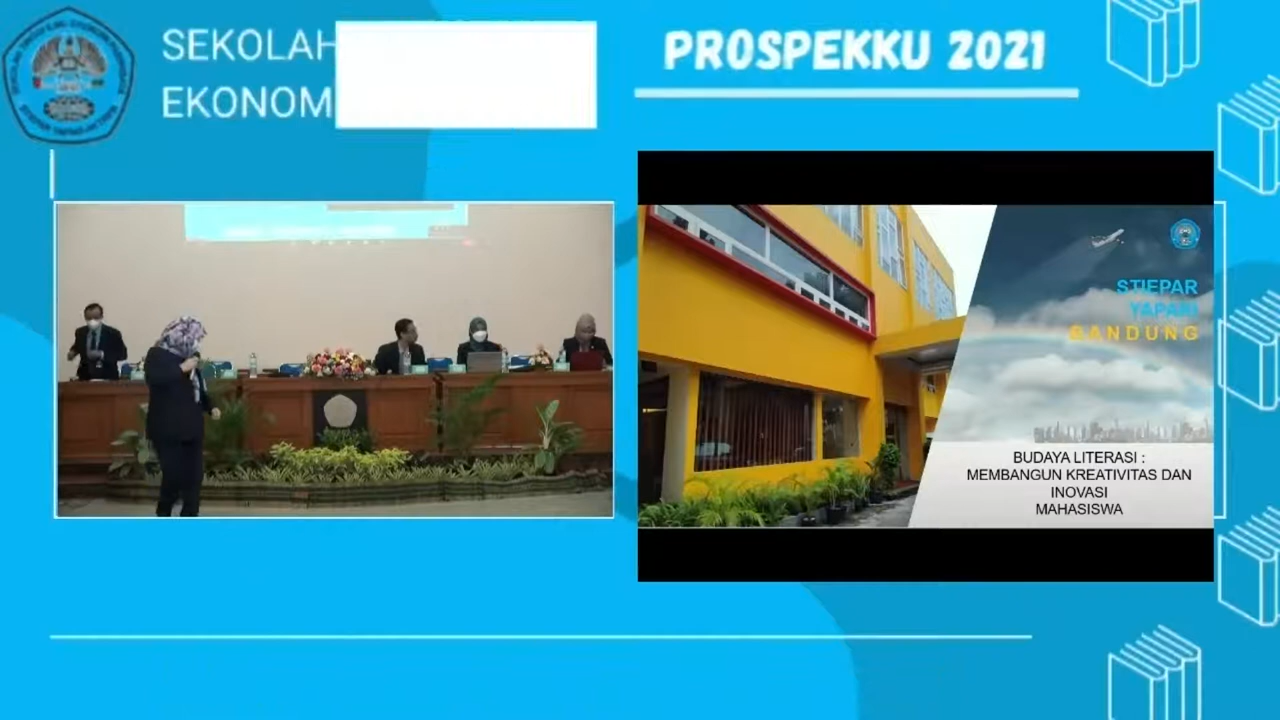 SEKOLAH
EKONOM
PROSPEKKU 2021
STIEPAR
YAPARI
BANDUNG
BUDAYA LITERASI :
MEMBANGUN KREATIVITAS DAN
INOVASI
MAHASISWA